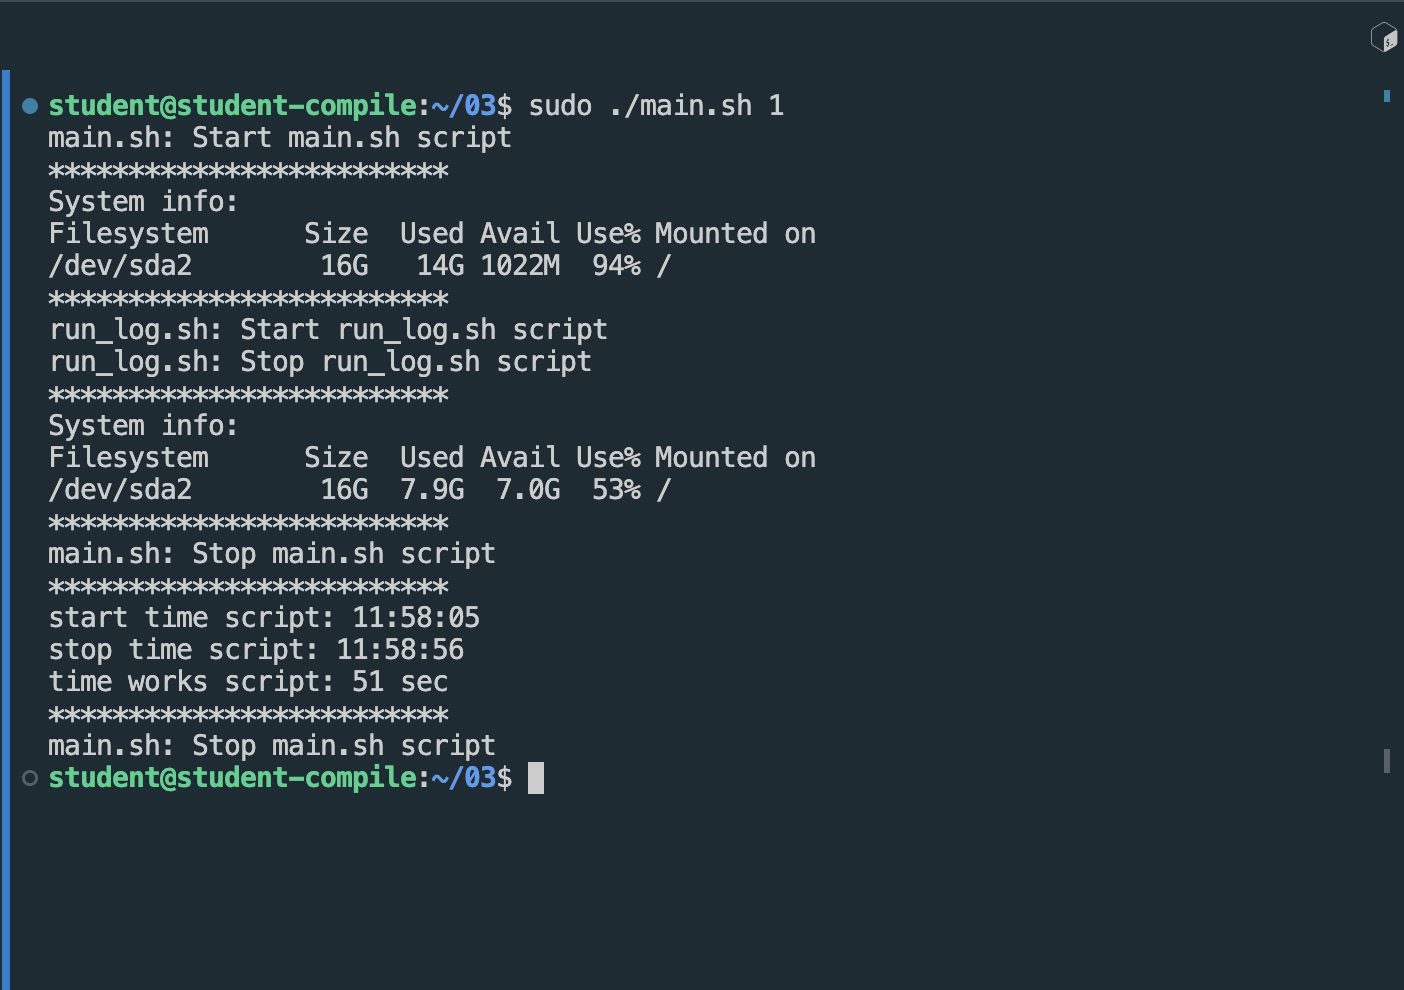 student@student-compile:~/03$ sudo ./main.sh 1
main.sh: Start main.sh script
*************************
System info:
Filesystem      Size  Used Avail Use% Mounted on
/dev/sda2        16G   14G 1022M  94% /
*************************
run_log.sh: Start run_log.sh script
run_log.sh: Stop run_log.sh script
*************************
System info:
Filesystem      Size  Used Avail Use% Mounted on
/dev/sda2        16G  7.9G  7.0G  53% /
*************************
main.sh: Stop main.sh script
*************************
start time script: 11:58:05
stop time script: 11:58:56
time works script: 51 sec
*************************
main.sh: Stop main.sh script
student@student-compile:~/03$